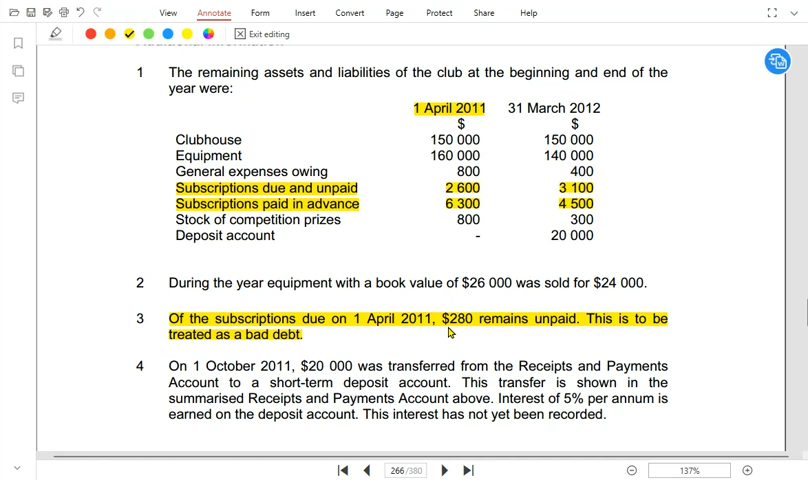 View Annotate Form Insert Convert Page Protect Share Help
Exit editing
1 The remaining assets and liabilities of the club at the beginning and end of the
year were:
1 April 2011 31 March 2012
$ $
Clubhouse 150 000 150 000
Equipment 160 000 140 000
General expenses owing 800 400
Subscriptions due and unpaid 2 600 3 100
Subscriptions paid in advance 6 300 4 500
Stock of competition prizes 800 300
Deposit account - 20 000
2 During the year equipment with a book value of $26 000 was sold for $24 000.
3 Of the subscriptions due on 1 April 2011, $280 remains unpaid. This is to be
treated as a bad debt.
4 On 1 October 2011, $20 000 was transferred from the Receipts and Payments
Account to a short-term deposit account. This transfer is shown in the
summarised Receipts and Payments Account above. Interest of 5% per annum is
earned on the deposit account. This interest has not yet been recorded.
266 /380 137%